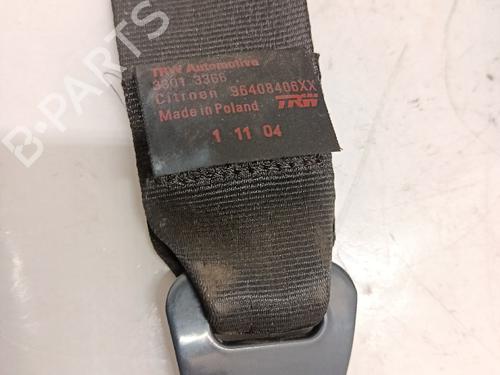 TRW Automotive
3301 3366
Citroen 96408406XX
Made in Poland TRW
1 11 04
B-PARTS